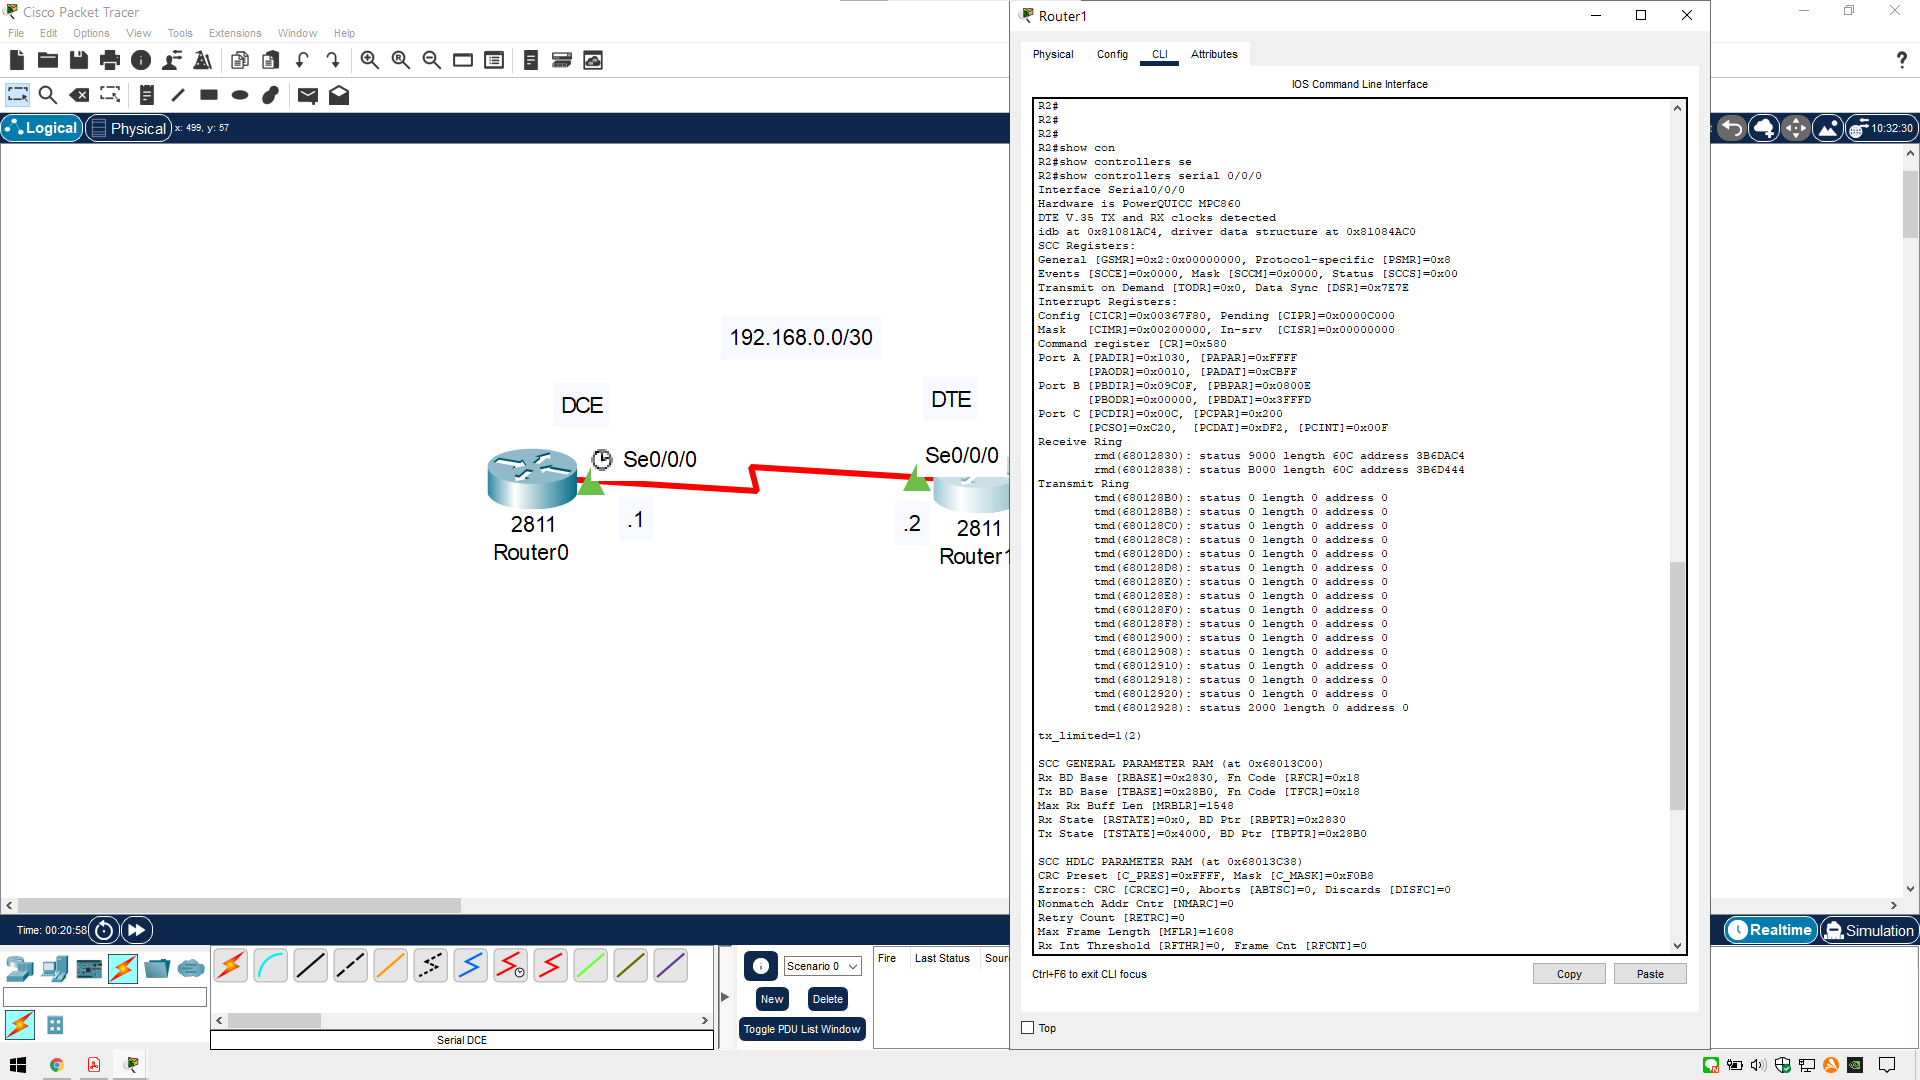 Cisco Packet Tracer
File Edit Options View Tools Extensions Window Help
Logical Physical x: 499, y: 57
10:32:30
192.168.0.0/30
DCE
DTE
Se0/0/0
Se0/0/0
.1
.2
2811
Router0
2811
Router1
Time: 00:20:58
Realtime Simulation
Scenario 0
New Delete
Toggle PDU List Window
Fire Last Status Sour
Serial DCE
Router1
Physical Config CLI Attributes
IOS Command Line Interface
R2#
R2#
R2#
R2#show con
R2#show controllers se
R2#show controllers serial 0/0/0
Interface Serial0/0/0
Hardware is PowerQUICC MPC860
DTE V.35 TX and RX clocks detected
idb at 0x81081AC4, driver data structure at 0x81084AC0
SCC Registers:
General [GSMR]=0x2:0x00000000, Protocol-specific [PSMR]=0x8
Events [SCCE]=0x0000, Mask [SCCM]=0x0000, Status [SCCS]=0x00
Transmit on Demand [TODR]=0x0, Data Sync [DSR]=0x7E7E
Interrupt Registers:
Config [CICR]=0x00367F80, Pending [CIPR]=0x0000C000
Mask   [CIMR]=0x00200000, In-srv  [CISR]=0x00000000
Command register [CR]=0x580
Port A [PADIR]=0x1030, [PAPAR]=0xFFFF
       [PAODR]=0x0010, [PADAT]=0xCBFF
Port B [PBDIR]=0x09C0F, [PBPAR]=0x0800E
       [PBODR]=0x00000, [PBDAT]=0x3FFFD
Port C [PCDIR]=0x00C, [PCPAR]=0x200
       [PCSO]=0xC20,  [PCDAT]=0xDF2, [PCINT]=0x00F
Receive Ring
        rmd(68012830): status 9000 length 60C address 3B6DAC4
        rmd(68012838): status B000 length 60C address 3B6D444
Transmit Ring
        tmd(680128B0): status 0 length 0 address 0
        tmd(680128B8): status 0 length 0 address 0
        tmd(680128C0): status 0 length 0 address 0
        tmd(680128C8): status 0 length 0 address 0
        tmd(680128D0): status 0 length 0 address 0
        tmd(680128D8): status 0 length 0 address 0
        tmd(680128E0): status 0 length 0 address 0
        tmd(680128E8): status 0 length 0 address 0
        tmd(680128F0): status 0 length 0 address 0
        tmd(680128F8): status 0 length 0 address 0
        tmd(68012900): status 0 length 0 address 0
        tmd(68012908): status 0 length 0 address 0
        tmd(68012910): status 0 length 0 address 0
        tmd(68012918): status 0 length 0 address 0
        tmd(68012920): status 0 length 0 address 0
        tmd(68012928): status 2000 length 0 address 0
tx_limited=1(2)
SCC GENERAL PARAMETER RAM (at 0x68013C00)
Rx BD Base [RBASE]=0x2830, Fn Code [RFCR]=0x18
Tx BD Base [TBASE]=0x28B0, Fn Code [TFCR]=0x18
Max Rx Buff Len [MRBLR]=1548
Rx State [RSTATE]=0x0, BD Ptr [RBPTR]=0x2830
Tx State [TSTATE]=0x4000, BD Ptr [TBPTR]=0x28B0
SCC HDLC PARAMETER RAM (at 0x68013C38)
CRC Preset [C_PRES]=0xFFFF, Mask [C_MASK]=0xF0B8
Errors: CRC [CRCEC]=0, Aborts [ABTSC]=0, Discards [DISFC]=0
Nonmatch Addr Cntr [NMARC]=0
Retry Count [RETRC]=0
Max Frame Length [MFLR]=1608
Rx Int Threshold [RFTHR]=0, Frame Cnt [RFCNT]=0
Ctrl+F6 to exit CLI focus
Copy Paste
Top